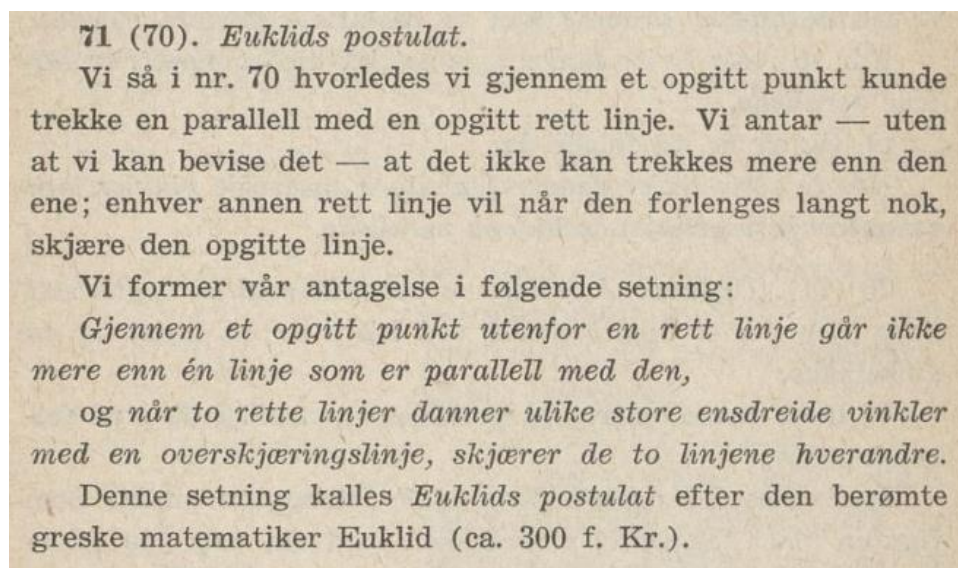 71 (70). Euklids postulat.
Vi så i nr. 70 hvorledes vi gjennem et opgitt punkt kunde
trekke en parallell med en opgitt rett linje. Vi antar — uten
at vi kan bevise det — at det ikke kan trekkes mere enn den
ene; enhver annen rett linje vil når den forlenges langt nok,
skjære den opgitte linje.
Vi former vår antagelse i følgende setning:
Gjennem et opgitt punkt utenfor en rett linje går ikke
mere enn én linje som er parallell med den,
og når to rette linjer danner ulike store ensdreide vinkler
med en overskjæringslinje, skjærer de to linjene hverandre.
Denne setning kalles Euklids postulat efter den berømte
greske matematiker Euklid (ca. 300 f. Kr.).